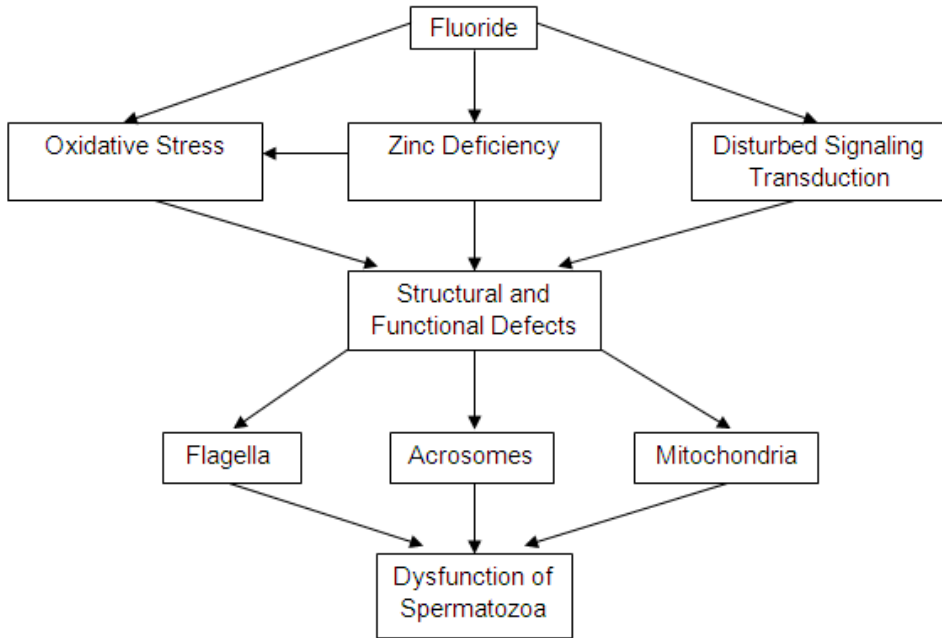 Fluoride
Oxidative Stress
Zinc Deficiency
Disturbed Signaling
Transduction
Structural and
Functional Defects
Flagella
Acrosomes
Mitochondria
Dysfunction of
Spermatozoa